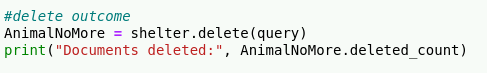 #delete outcome
AnimalNoMore = shelter.delete(query)
print("Documents deleted:", AnimalNoMore.deleted_count)